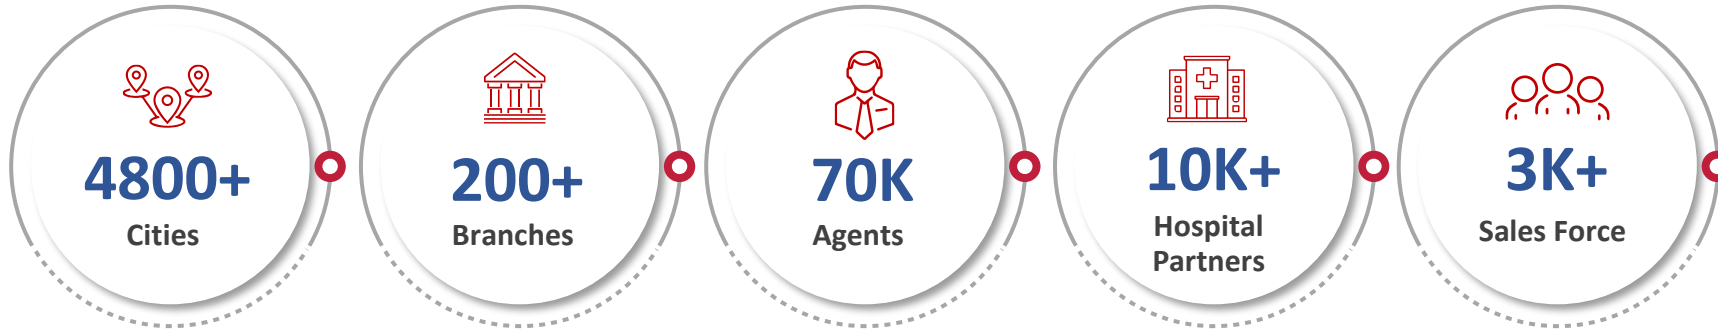 4800+
Cities
200+
Branches
70K
Agents
10K+
Hospital
Partners
3K+
Sales Force